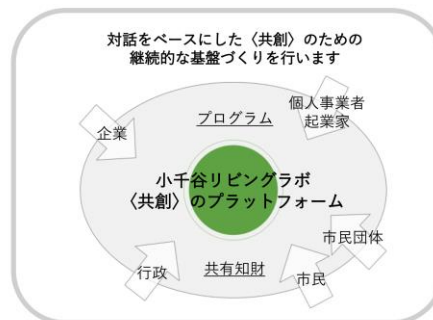 対話をベースにした〈共創〉のための
継続的な基盤づくりを行います
個人事業者
起業家
プログラム
企業
小千谷リビングラボ
〈共創〉のプラットフォーム
市民団体
共有知財
行政
市民